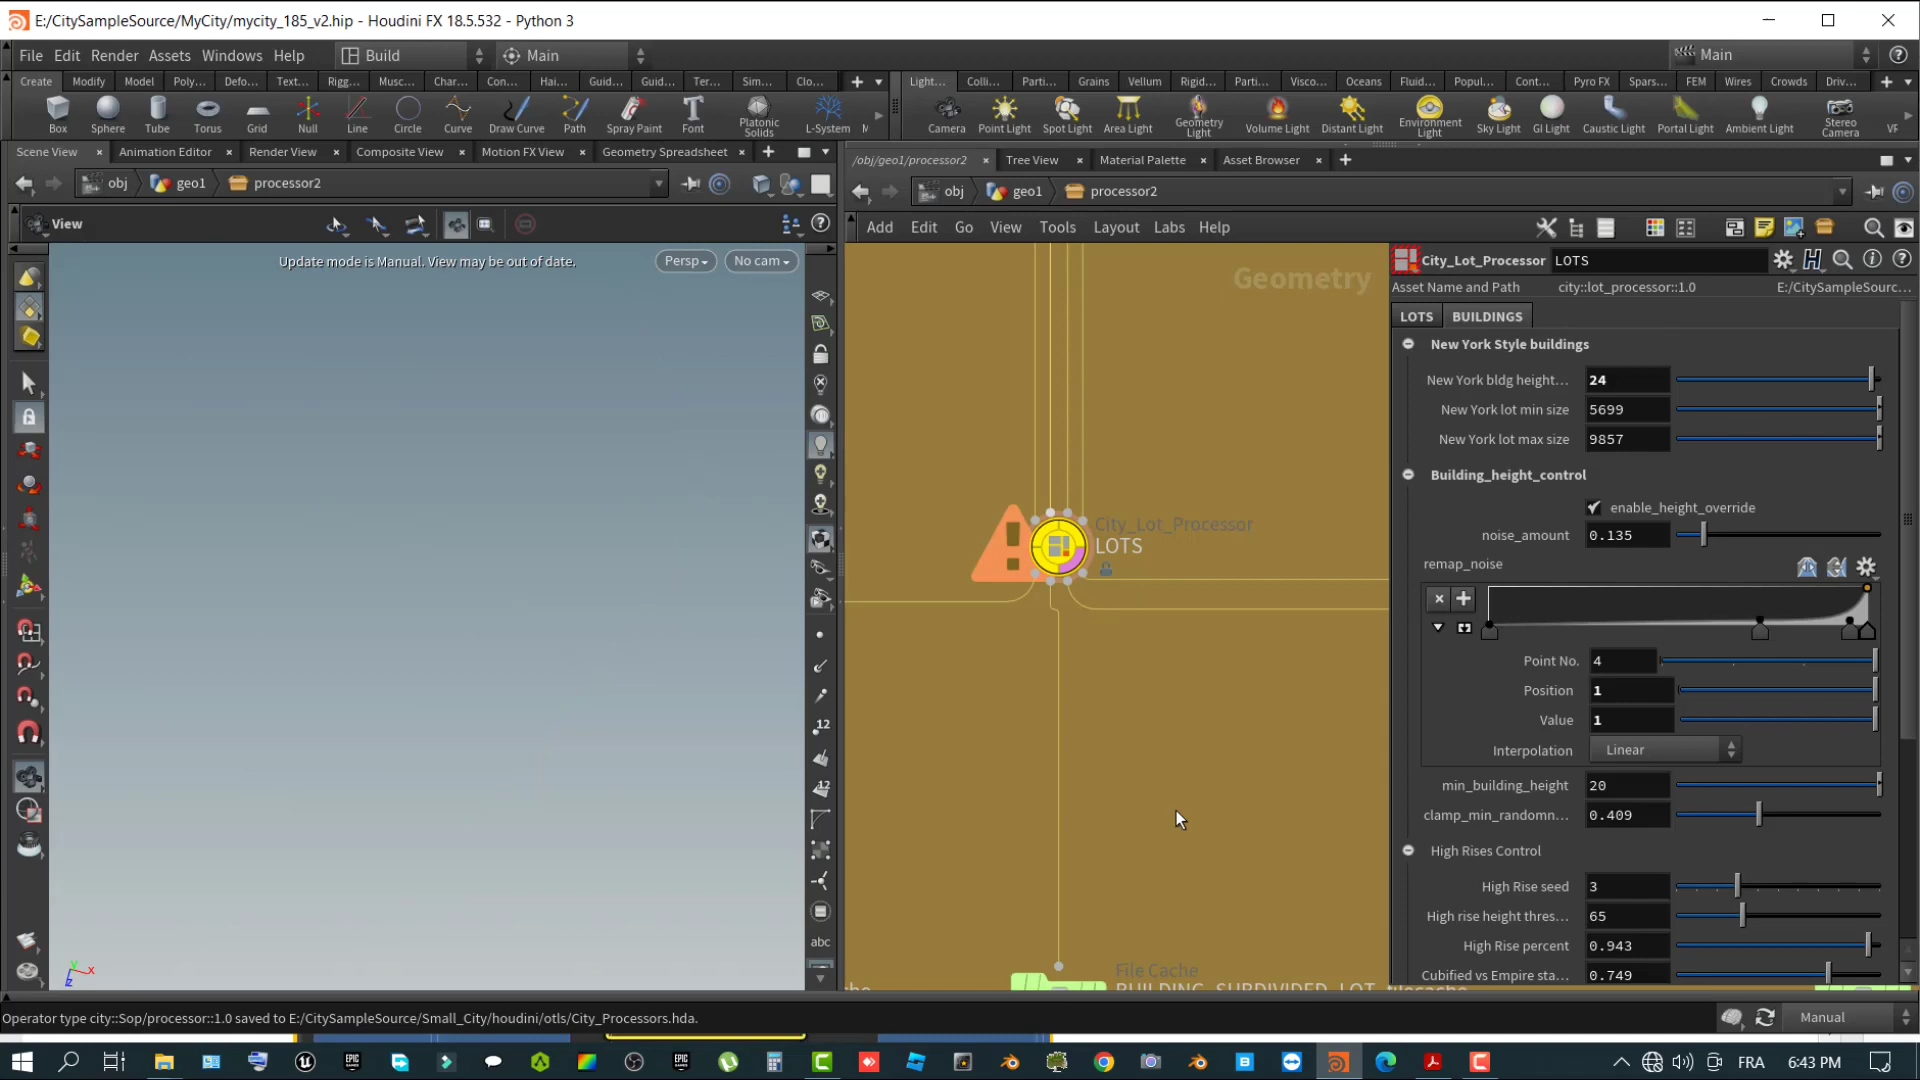 E:/CitySampleSource/MyCity/mycity_185_v2.hip - Houdini FX 18.5.532 - Python 3
File Edit Render Assets Windows Help Build Main Main
Create Modify Model Poly... Defo... Text... Rigg... Musc... Char... Con... Hai... Guid... Guid... Ter... Sim... Clo...
Light... Colli... Parti... Grains Vellum Rigid... Parti... Visco... Oceans Fluid... Popul... Cont... Pyro FX Spars... FEM Wires Crowds Driv...
Box Sphere Tube Torus Grid Null Line Circle Curve Draw Curve Path Spray Paint Font Platonic Solids L-System
Camera Point Light Spot Light Area Light Geometry Light Volume Light Distant Light Environment Light Sky Light GI Light Caustic Light Portal Light Ambient Light Stereo Camera VF
Scene View Animation Editor Render View Composite View Motion FX View Geometry Spreadsheet
/obj/geo1/processor2 Tree View Material Palette Asset Browser
obj geo1 processor2
obj geo1 processor2
View
Add Edit Go View Tools Layout Labs Help
Update mode is Manual. View may be out of date.
Persp No cam
Geometry
City_Lot_Processor
LOTS
File Cache
BUILDING_SUBDIVIDED_LOT_filecache
12
12
abc
Y
X
Z
City_Lot_Processor LOTS
Asset Name and Path city::lot_processor::1.0 E:/CitySampleSourc...
LOTS BUILDINGS
New York Style buildings
New York bldg height... 24
New York lot min size 5699
New York lot max size 9857
Building_height_control
enable_height_override
noise_amount 0.135
remap_noise
Point No. 4
Position 1
Value 1
Interpolation Linear
min_building_height 20
clamp_min_randomn... 0.409
High Rises Control
High Rise seed 3
High rise height thres... 65
High Rise percent 0.943
Cubified vs Empire sta... 0.749
Operator type city::Sop/processor::1.0 saved to E:/CitySampleSource/Small_City/houdini/otls/City_Processors.hda.
Manual
EPIC GAMES
EPIC GAMES
FRA 6:43 PM